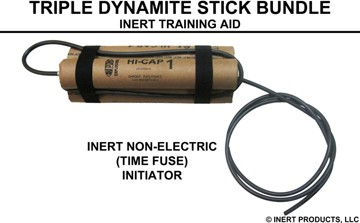 TRIPLE DYNAMITE STICK BUNDLE
INERT TRAINING AID
HI-CAP 1
INERT NON-ELECTRIC
(TIME FUSE)
INITIATOR
© INERT PRODUCTS, LLC